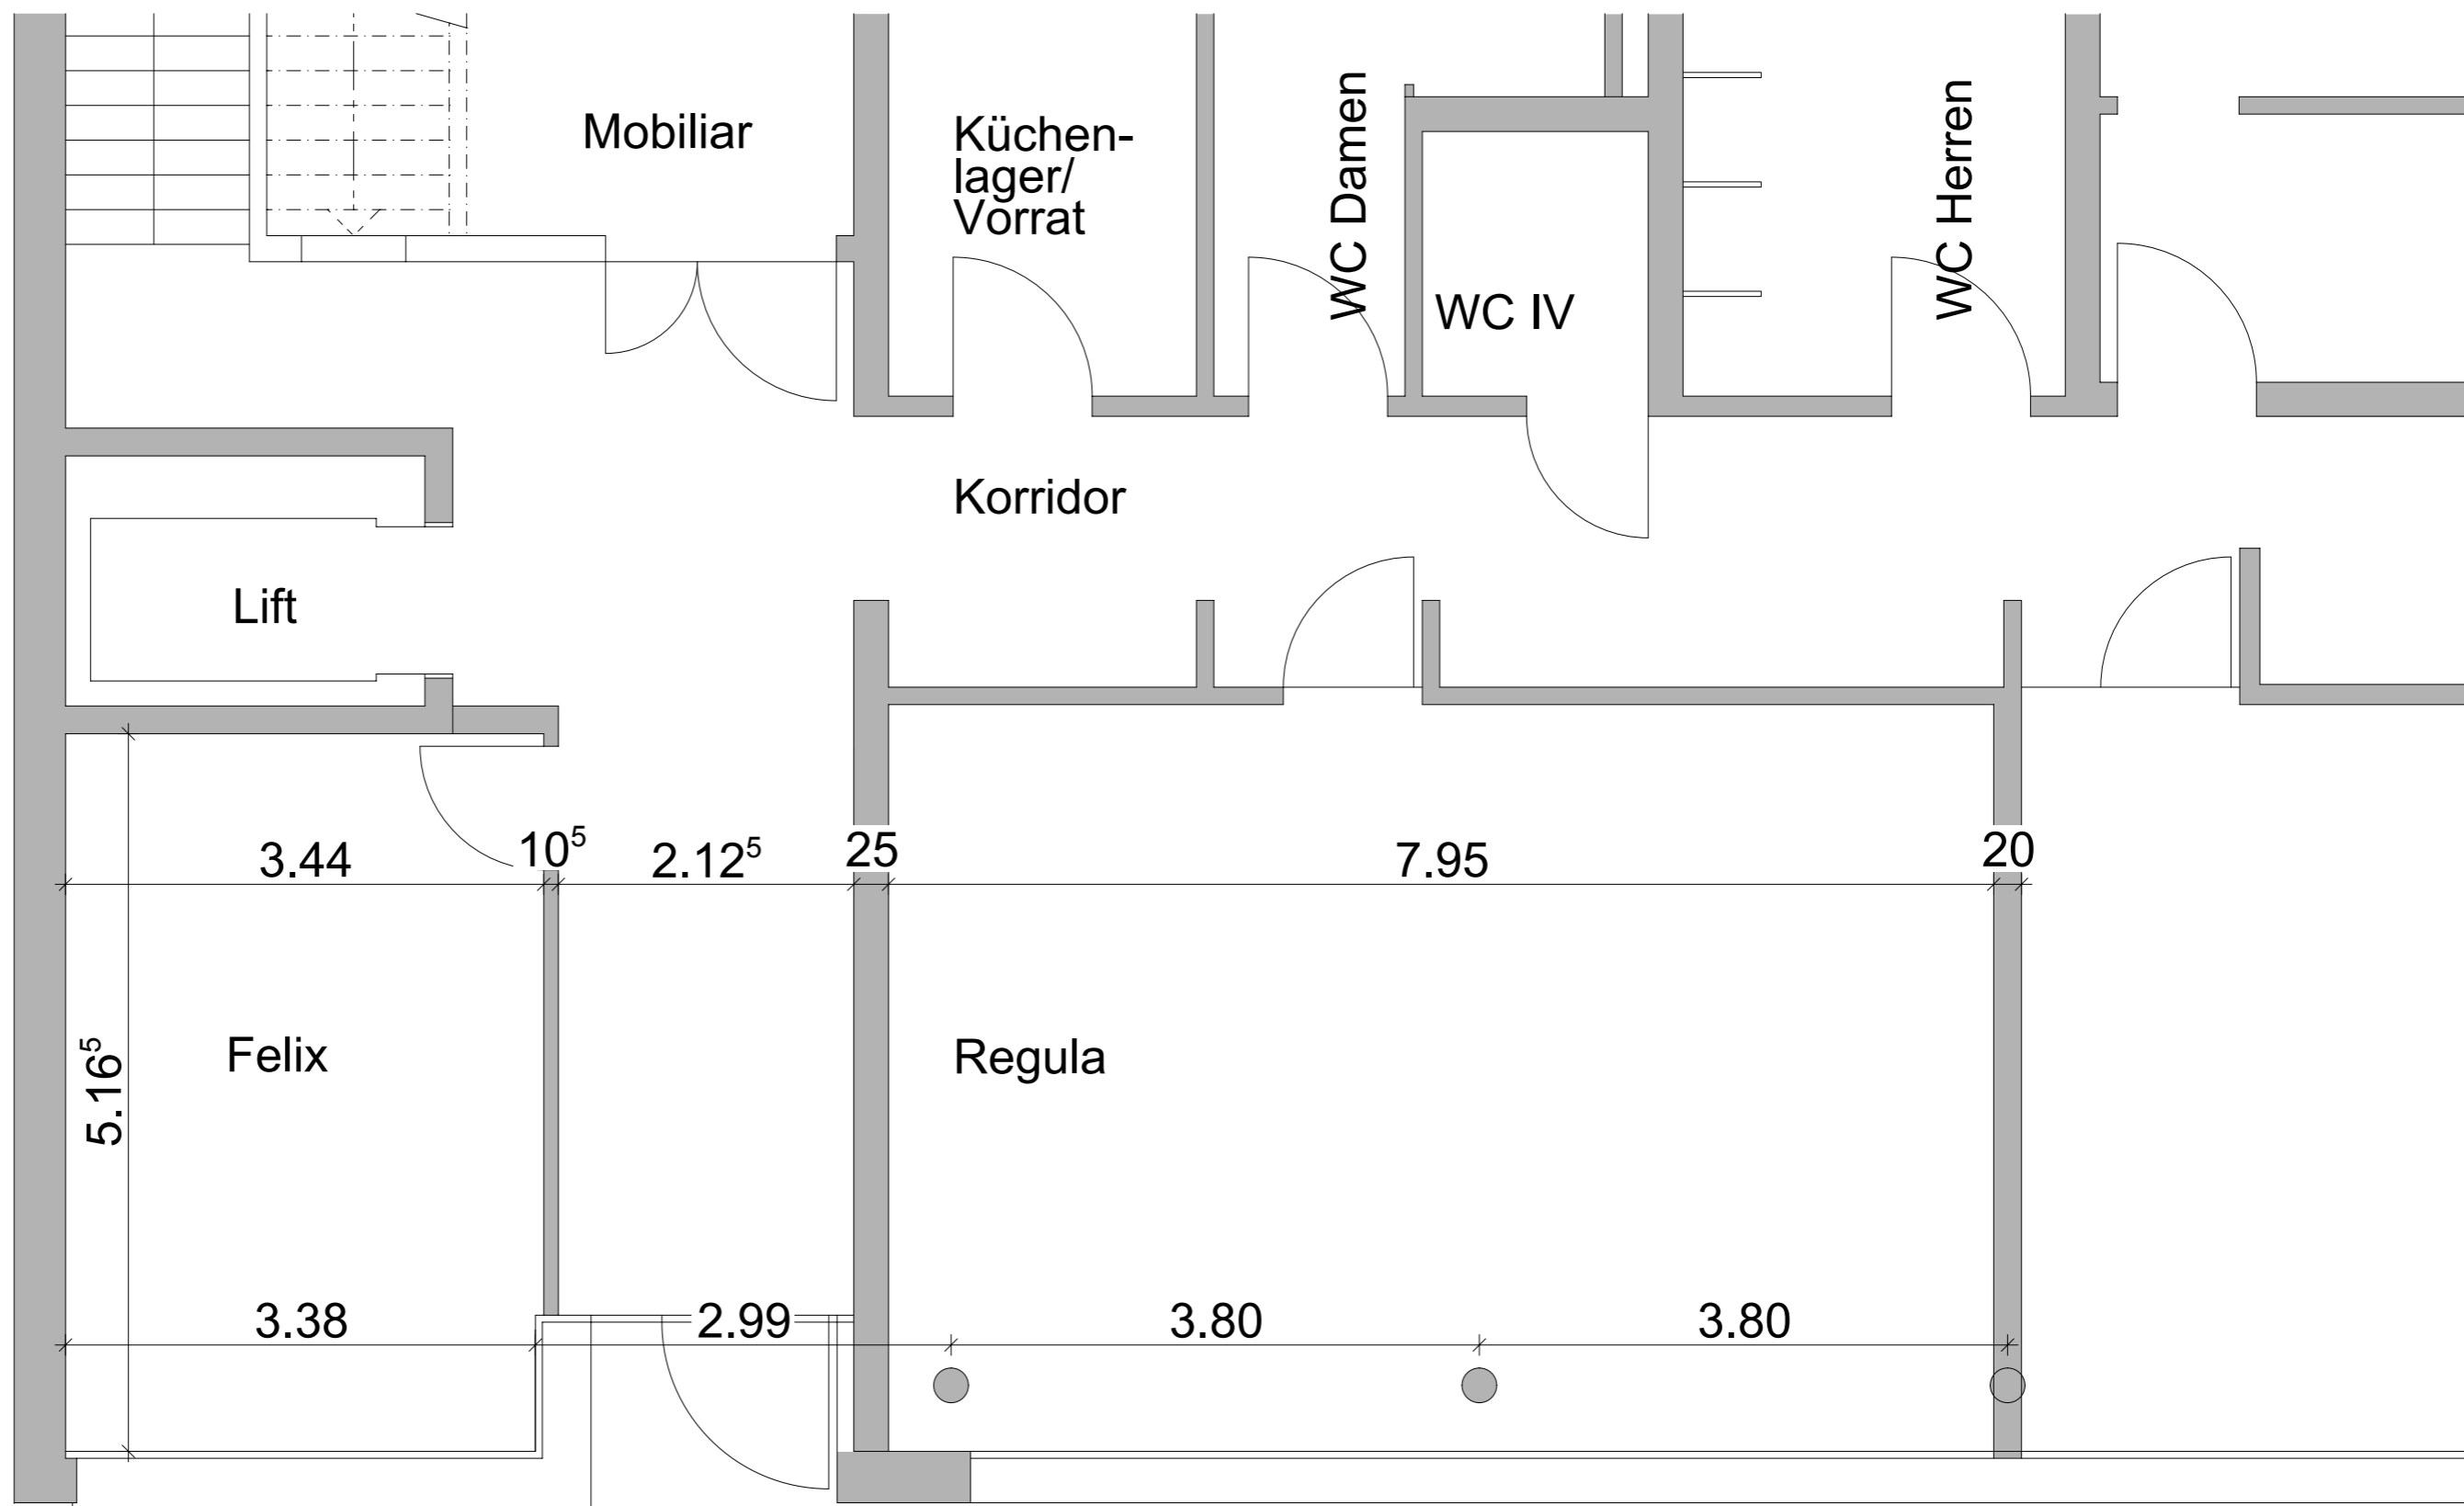 Mobiliar
Küchen-
lager/
Vorrat
WC Damen
WC IV
WC Herren
Korridor
Lift
3.44
10⁵
2.12⁵
25
7.95
20
5.16⁵
Felix
Regula
3.38
2.99
3.80
3.80